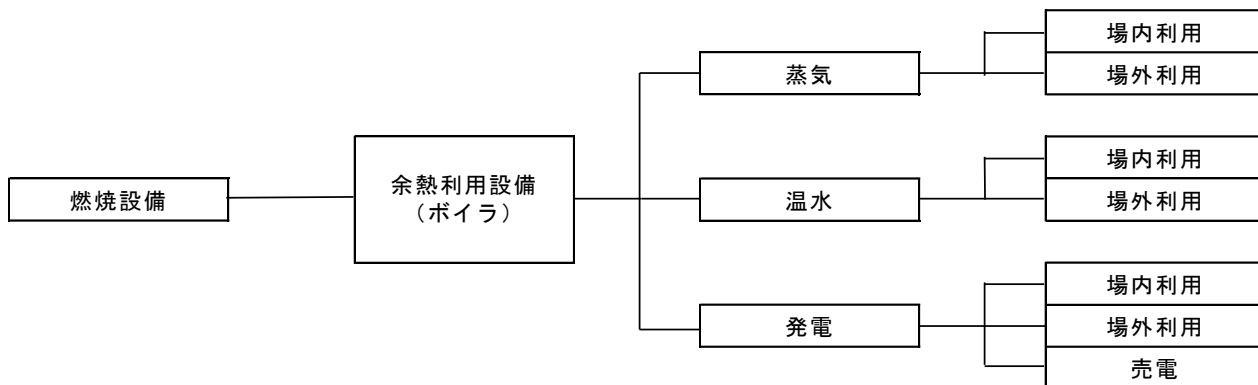 燃焼設備
余熱利用設備
（ボイラ）
蒸気
場内利用
場外利用
温水
場内利用
場外利用
発電
場内利用
場外利用
売電